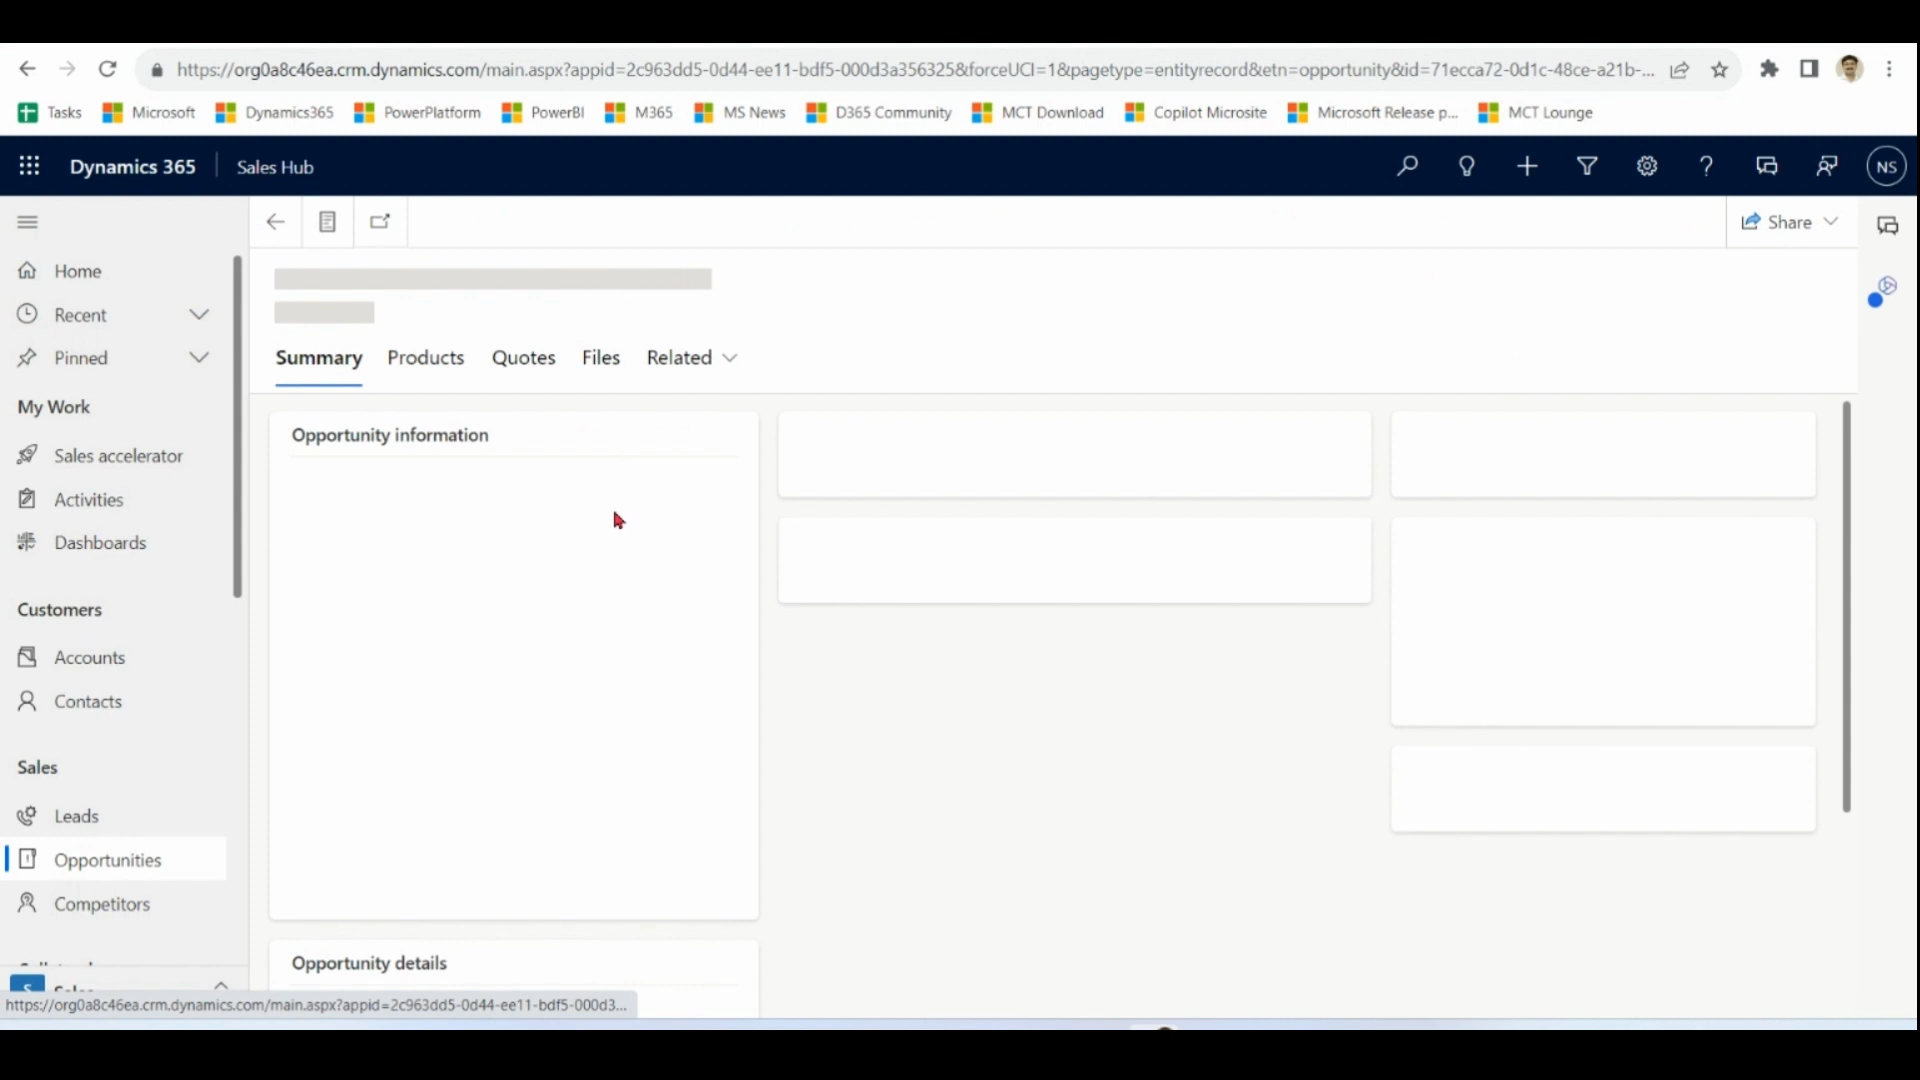 https://org0a8c46ea.crm.dynamics.com/main.aspx?appid=2c963dd5-0d44-ee11-bdf5-000d3a356325&forceUCI=1&pagetype=entityrecord&etn=opportunity&id=71ecca72-0d1c-48ce-a21b-...
Tasks Microsoft Dynamics365 PowerPlatform PowerBI M365 MS News D365 Community MCT Download Copilot Microsite Microsoft Release p... MCT Lounge
Dynamics 365 Sales Hub NS
Share
Home
Recent
Pinned
My Work
Sales accelerator
Activities
Dashboards
Customers
Accounts
Contacts
Sales
Leads
Opportunities
Competitors
Summary Products Quotes Files Related
Opportunity information
Opportunity details
S Sales
https://org0a8c46ea.crm.dynamics.com/main.aspx?appid=2c963dd5-0d44-ee11-bdf5-000d3...